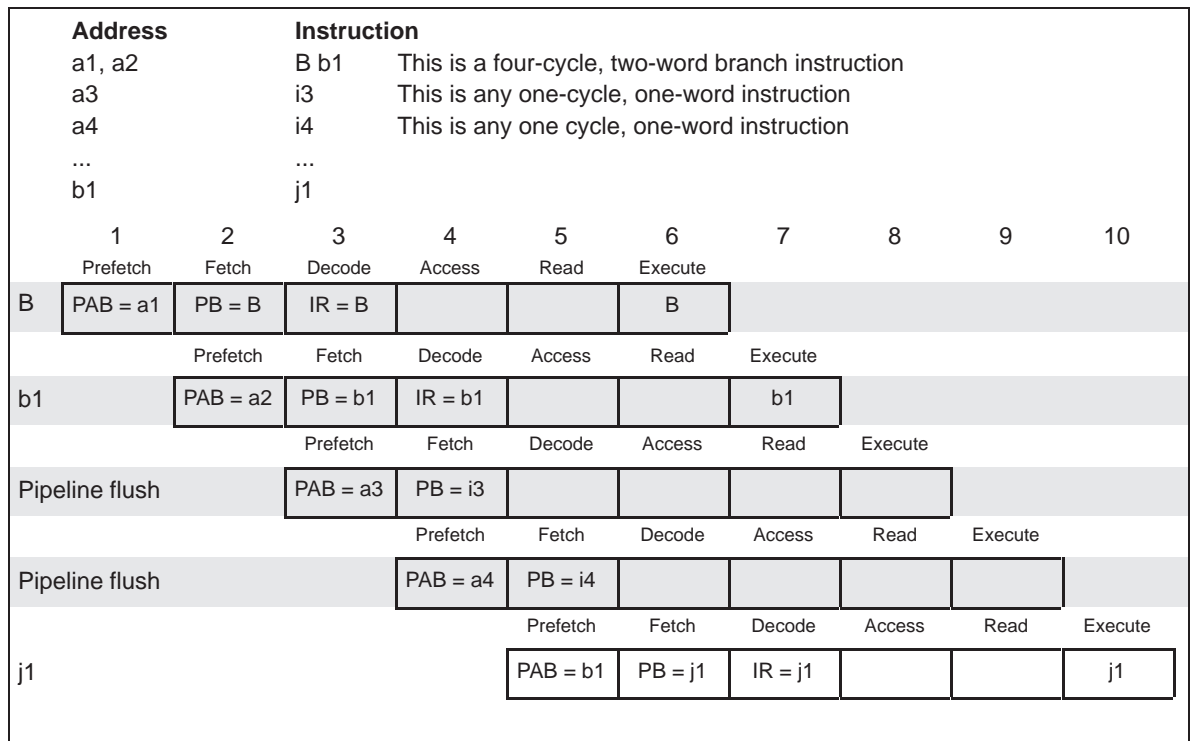 Address Instruction
a1, a2 B b1 This is a four-cycle, two-word branch instruction
a3 i3 This is any one-cycle, one-word instruction
a4 i4 This is any one cycle, one-word instruction
... ...
b1 j1
1 2 3 4 5 6 7 8 9 10
Prefetch Fetch Decode Access Read Execute
B PAB = a1 PB = B IR = B B
Prefetch Fetch Decode Access Read Execute
b1 PAB = a2 PB = b1 IR = b1 b1
Prefetch Fetch Decode Access Read Execute
Pipeline flush PAB = a3 PB = i3
Prefetch Fetch Decode Access Read Execute
Pipeline flush PAB = a4 PB = i4
Prefetch Fetch Decode Access Read Execute
j1 PAB = b1 PB = j1 IR = j1 j1